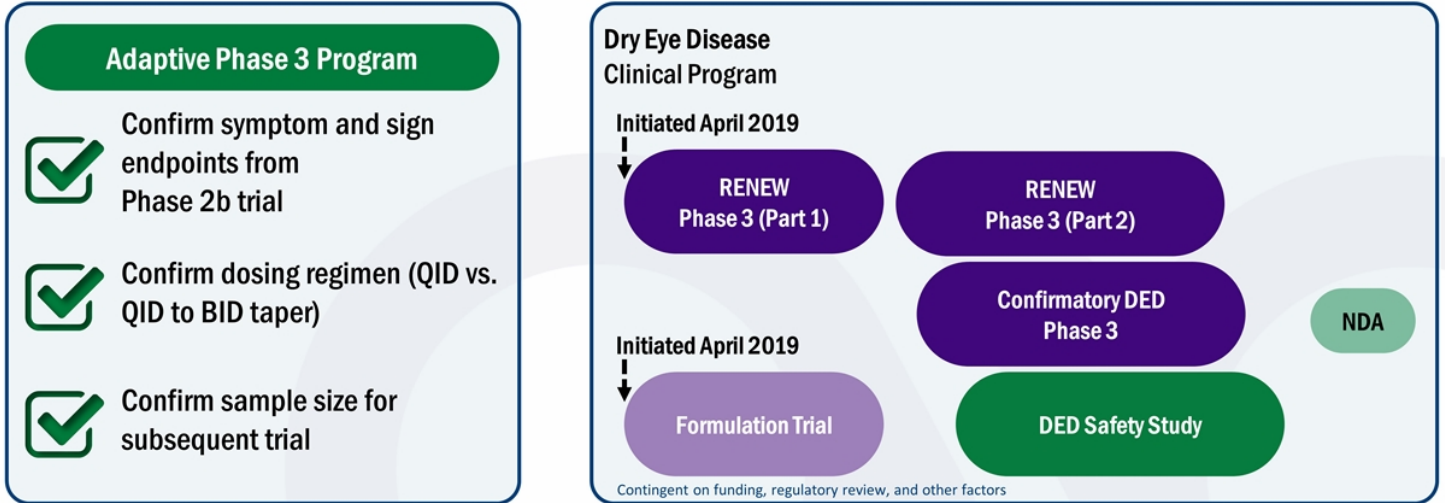 Adaptive Phase 3 Program
Confirm symptom and sign
endpoints from
Phase 2b trial
Confirm dosing regimen (QID vs.
QID to BID taper)
Confirm sample size for
subsequent trial
Dry Eye Disease
Clinical Program
Initiated April 2019
RENEW
Phase 3 (Part 1)
RENEW
Phase 3 (Part 2)
Confirmatory DED
Phase 3
NDA
Initiated April 2019
Formulation Trial
DED Safety Study
Contingent on funding, regulatory review, and other factors